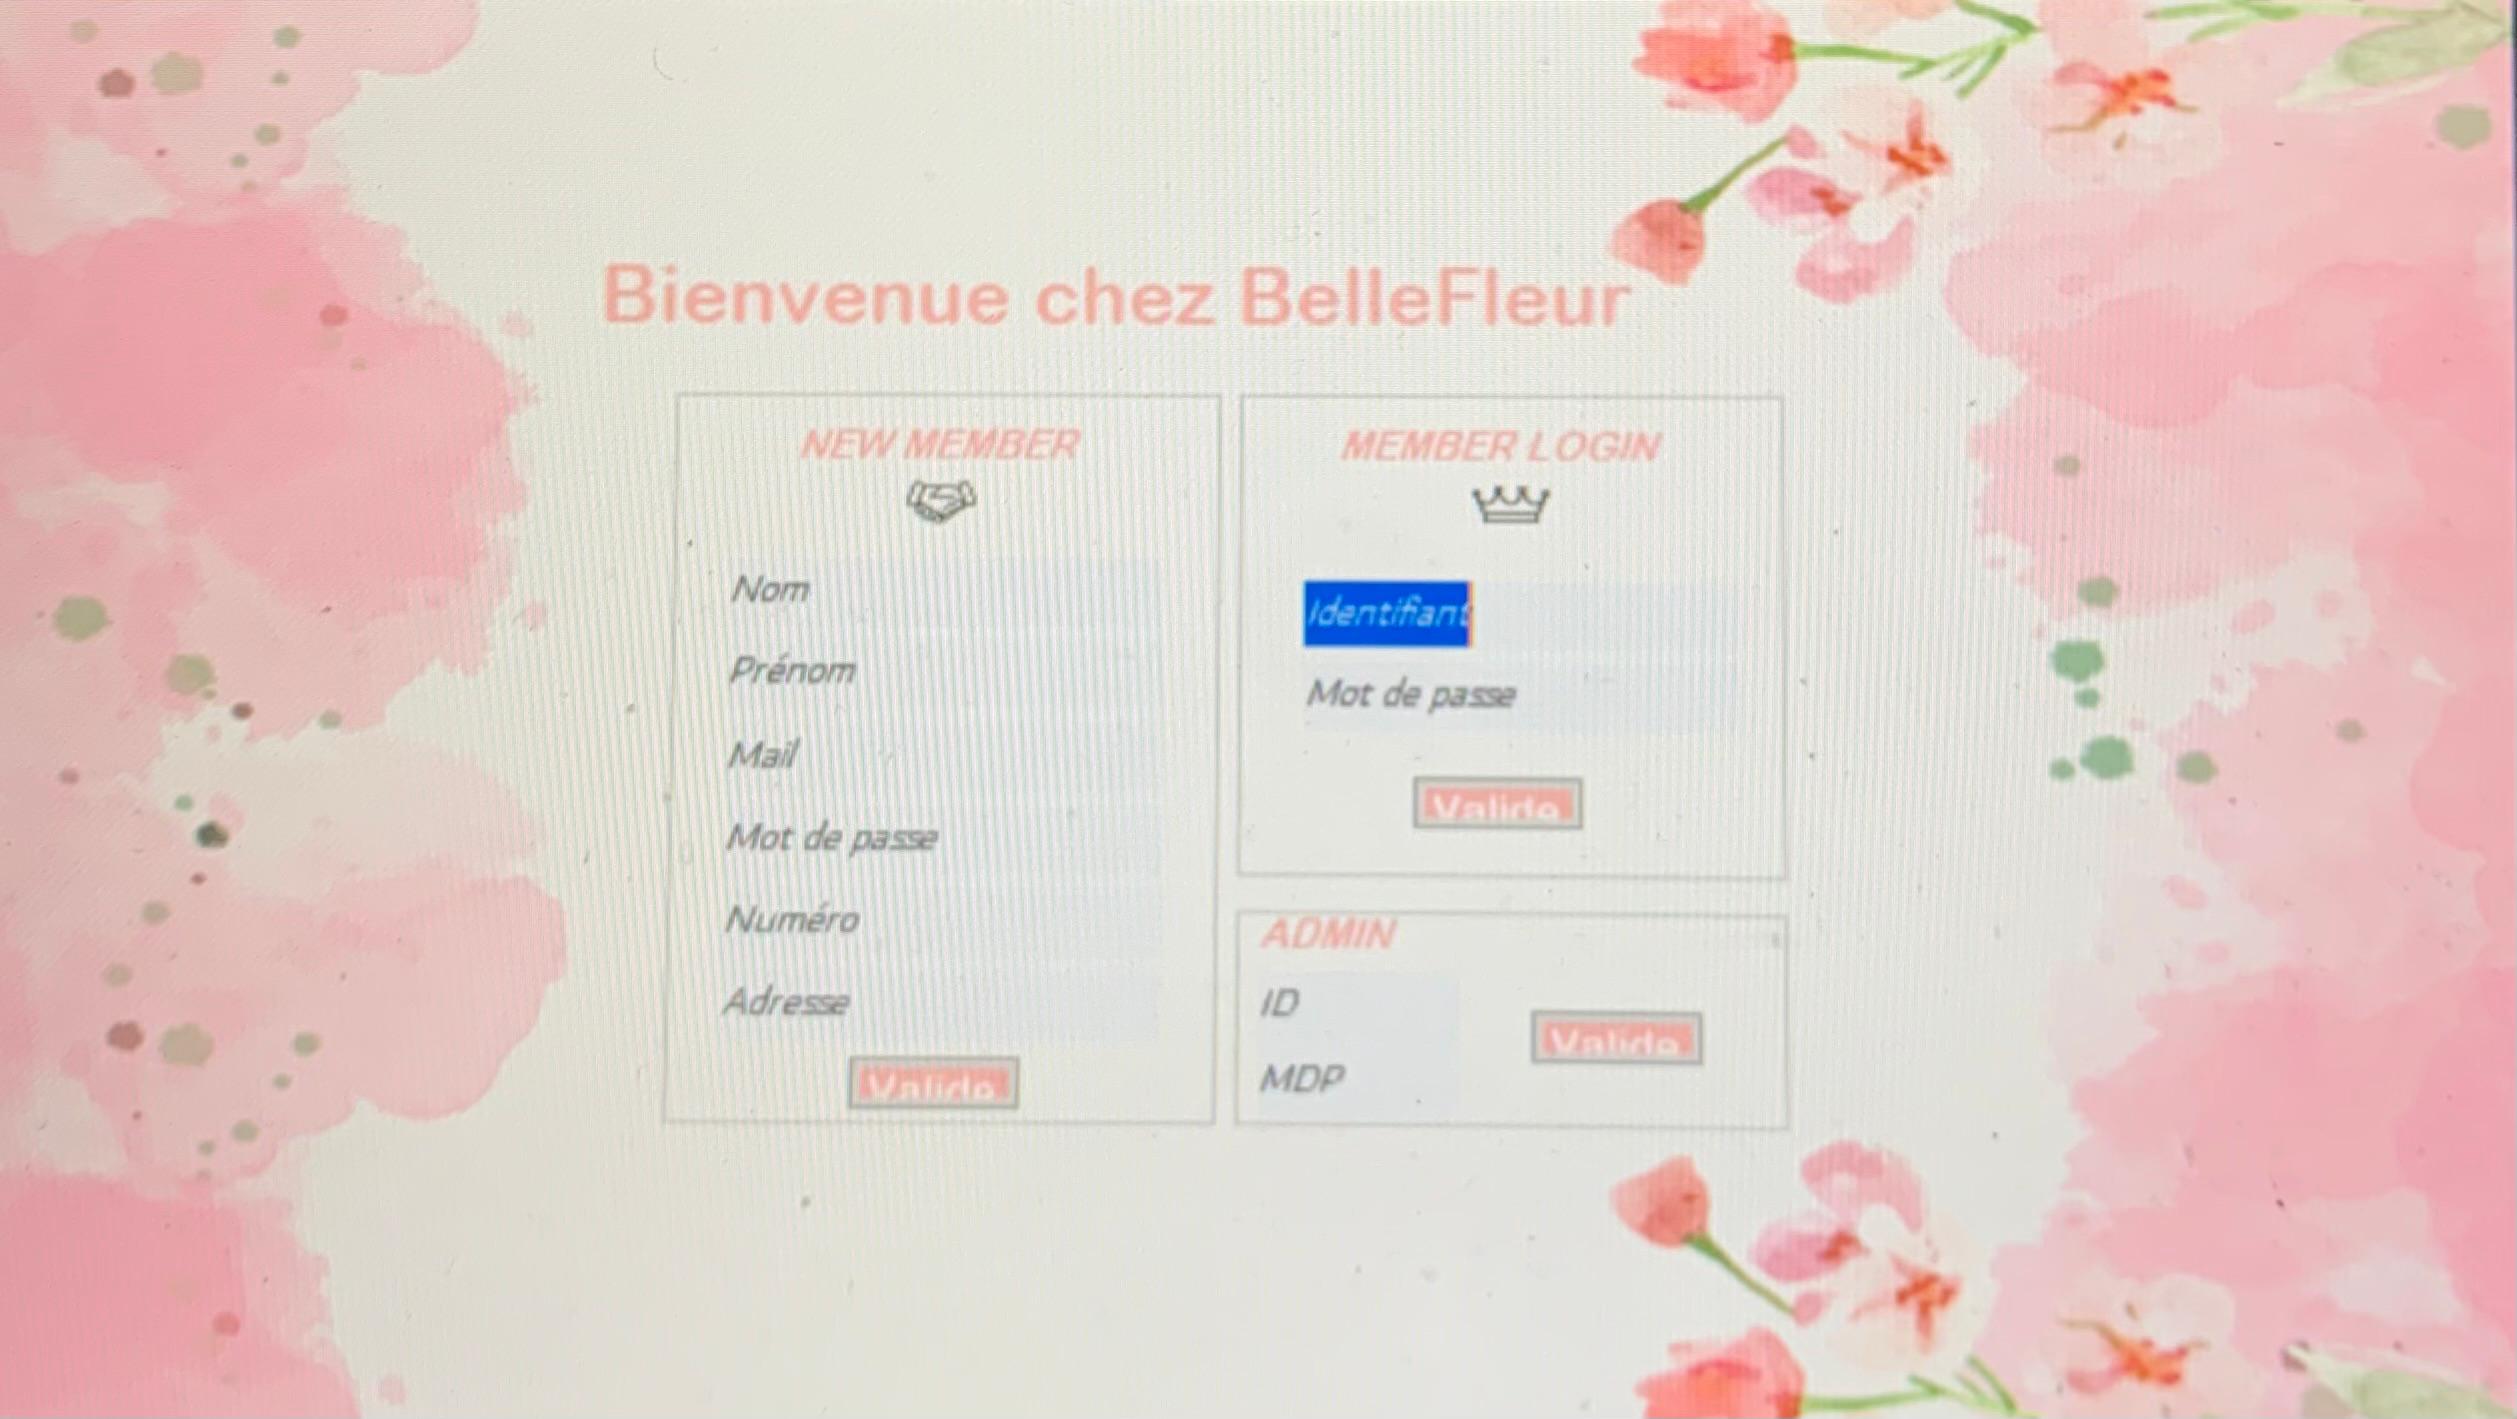 Bienvenue chez BelleFleur
NEW MEMBER
Nom
Prénom
Mail
Mot de passe
Numéro
Adresse
Valide
MEMBER LOGIN
Identifiant
Mot de passe
Valide
ADMIN
ID
MDP
Valide